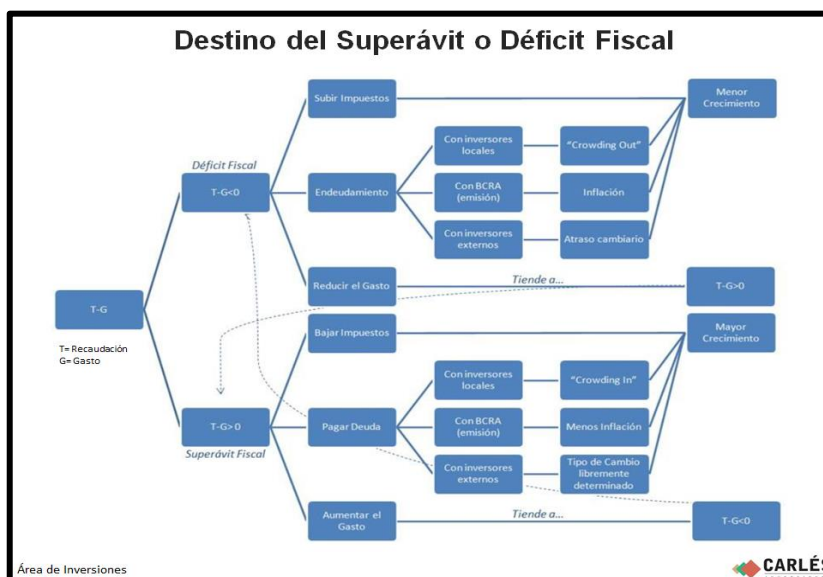 Destino del Superávit o Déficit Fiscal
Subir Impuestos
Menor
Crecimiento
Déficit Fiscal
T-G<0
Endeudamiento
Con inversores
locales
"Crowding Out"
Con BCRA
(emisión)
Inflación
Con inversores
externos
Atraso cambiario
Reducir el Gasto
Tiende a...
T-G>0
T-G
T= Recaudación
G= Gasto
Bajar Impuestos
Mayor
Crecimiento
T-G> 0
Superávit Fiscal
Pagar Deuda
Con inversores
locales
"Crowding In"
Con BCRA
(emisión)
Menos Inflación
Con inversores
externos
Tipo de Cambio
libremente
determinado
Aumentar el
Gasto
Tiende a...
T-G<0
Área de Inversiones
CARLÉS